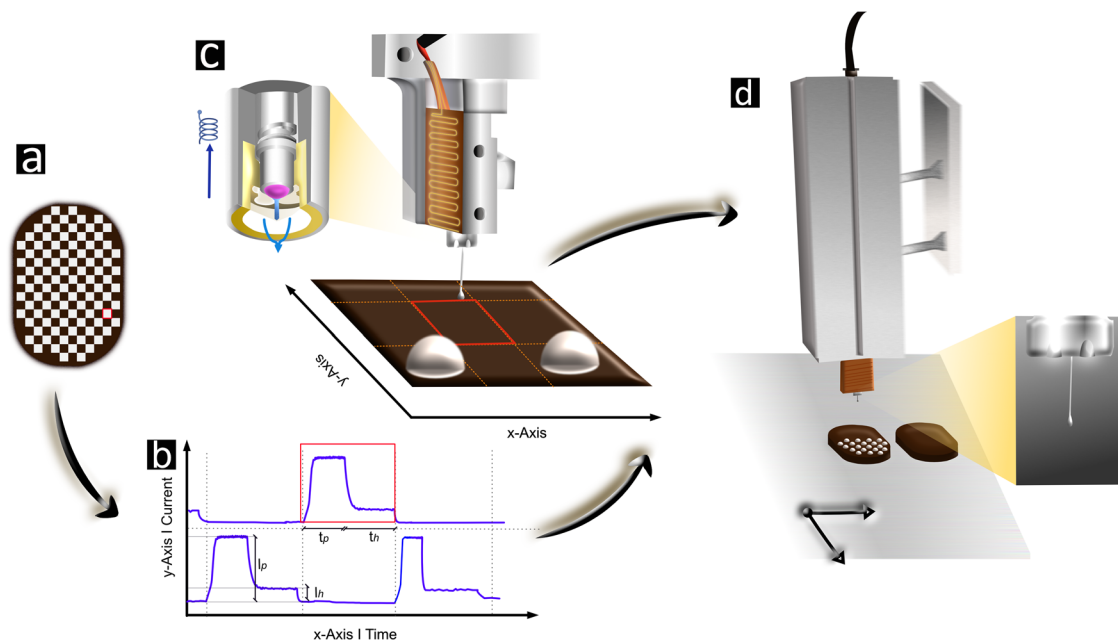 a
c
d
y-Axis
x-Axis
b
y-Axis I Current
tp
th
Ip
Ih
x-Axis I Time